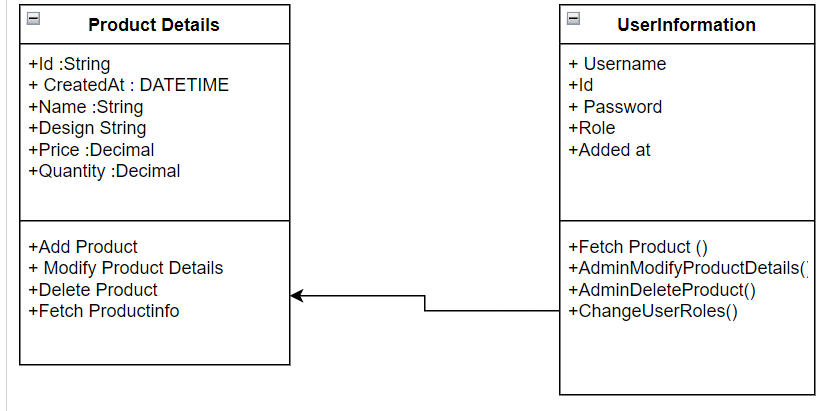 Product Details
+Id :String
+ CreatedAt : DATETIME
+Name :String
+Design String
+Price :Decimal
+Quantity :Decimal
+Add Product
+ Modify Product Details
+Delete Product
+Fetch Productinfo
UserInformation
+ Username
+Id
+ Password
+Role
+Added at
+Fetch Product ()
+AdminModifyProductDetails()
+AdminDeleteProduct()
+ChangeUserRoles()